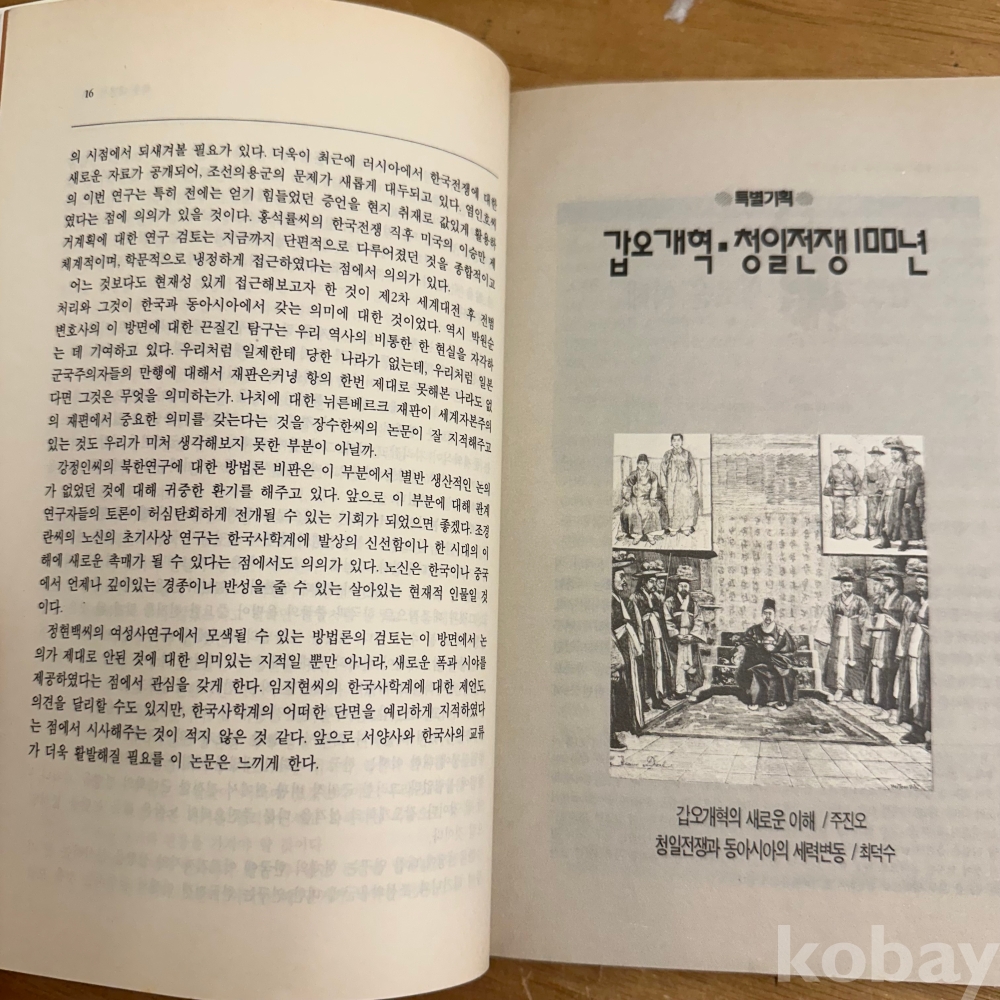 16
의 시점에서 되새겨볼 필요가 있다. 더욱이 최근에 러시아에서 한국전쟁에 대한
새로운 자료가 공개되어, 조선의용군의 문제가 새롭게 대두되고 있다. 염인호씨
의 이번 연구는 특히 전에는 얻기 힘들었던 증언을 현지 취재로 값있게 활용하
였다는 점에 의의가 있을 것이다. 홍석률씨의 한국전쟁 직후 미국의 이승만 제
거계획에 대한 연구 검토는 지금까지 단편적으로 다루어졌던 것을 종합적이고
체계적이며, 학문적으로 냉정하게 접근하였다는 점에서 의의가 있다.
어느 것보다도 현재성 있게 접근해보고자 한 것이 제2차 세계대전 후 전범
처리와 그것이 한국과 동아시아에서 갖는 의미에 대한 것이었다. 역시 박원순
변호사의 이 방면에 대한 끈질긴 탐구는 우리 역사의 비통한 한 현실을 자각하
는 데 기여하고 있다. 우리처럼 일제한테 당한 나라가 없는데, 우리처럼 일본
군국주의자들의 만행에 대해서 재판은커녕 항의 한번 제대로 못해본 나라도 없
다면 그것은 무엇을 의미하는가. 나치에 대한 뉘른베르크 재판이 세계자본주의
의 재편에서 중요한 의미를 갖는다는 것을 장수한씨의 논문이 잘 지적해주고
있는 것도 우리가 미처 생각해보지 못한 부분이 아닐까.
강정인씨의 북한연구에 대한 방법론 비판은 이 부분에서 별반 생산적인 논의
가 없었던 것에 대해 귀중한 환기를 해주고 있다. 앞으로 이 부분에 대해 관계
연구자들의 토론이 허심탄회하게 전개될 수 있는 기회가 되었으면 좋겠다. 조경
란씨의 노신의 초기사상 연구는 한국사학계에 발상의 신선함이나 한 시대의 이
해에 새로운 촉매가 될 수 있다는 점에서도 의의가 있다. 노신은 한국이나 중국
에서 언제나 깊이있는 경종이나 반성을 줄 수 있는 살아있는 현재적 인물일 것
이다.
정현백씨의 여성사연구에서 모색될 수 있는 방법론의 검토는 이 방면에서 논
의가 제대로 안된 것에 대한 의미있는 지적일 뿐만 아니라, 새로운 폭과 시야를
제공하였다는 점에서 관심을 갖게 한다. 임지현씨의 한국사학계에 대한 제언도,
의견을 달리할 수도 있지만, 한국사학계의 어떠한 단면을 예리하게 지적하였다
는 점에서 시사해주는 것이 적지 않은 것 같다. 앞으로 서양사와 한국사의 교류
가 더욱 활발해질 필요를 이 논문은 느끼게 한다.
특별기획
갑오개혁·청일전쟁100년
갑오개혁의 새로운 이해 / 주진오
청일전쟁과 동아시아의 세력변동 / 최덕수
kobay